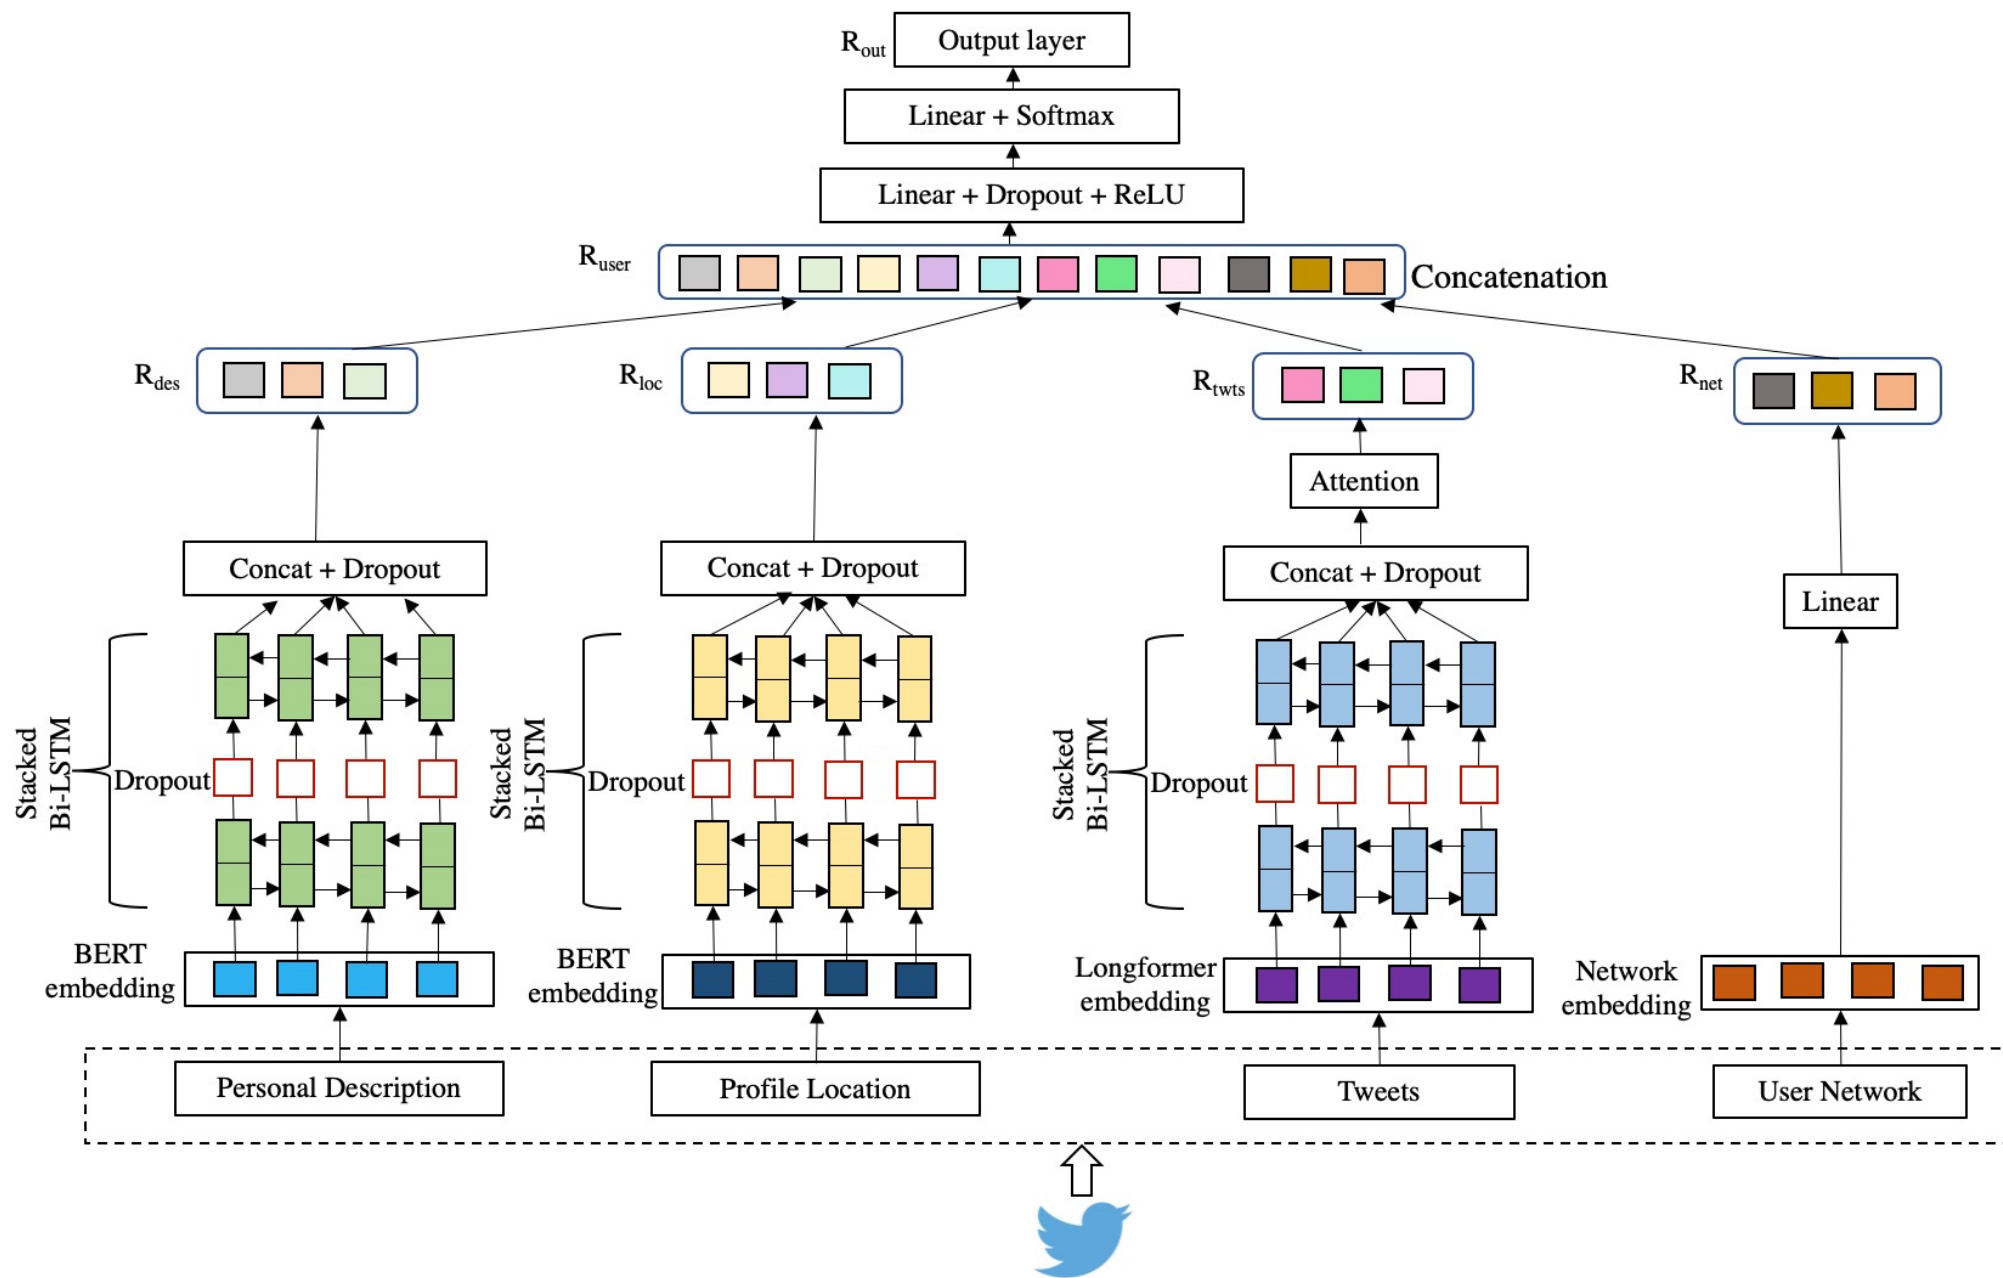 R_out
Output layer
Linear + Softmax
Linear + Dropout + ReLU
R_user
Concatenation
R_des
R_loc
R_twts
R_net
Attention
Concat + Dropout
Concat + Dropout
Concat + Dropout
Linear
Stacked
Bi-LSTM
Dropout
Stacked
Bi-LSTM
Dropout
Stacked
Bi-LSTM
Dropout
BERT
embedding
BERT
embedding
Longformer
embedding
Network
embedding
Personal Description
Profile Location
Tweets
User Network